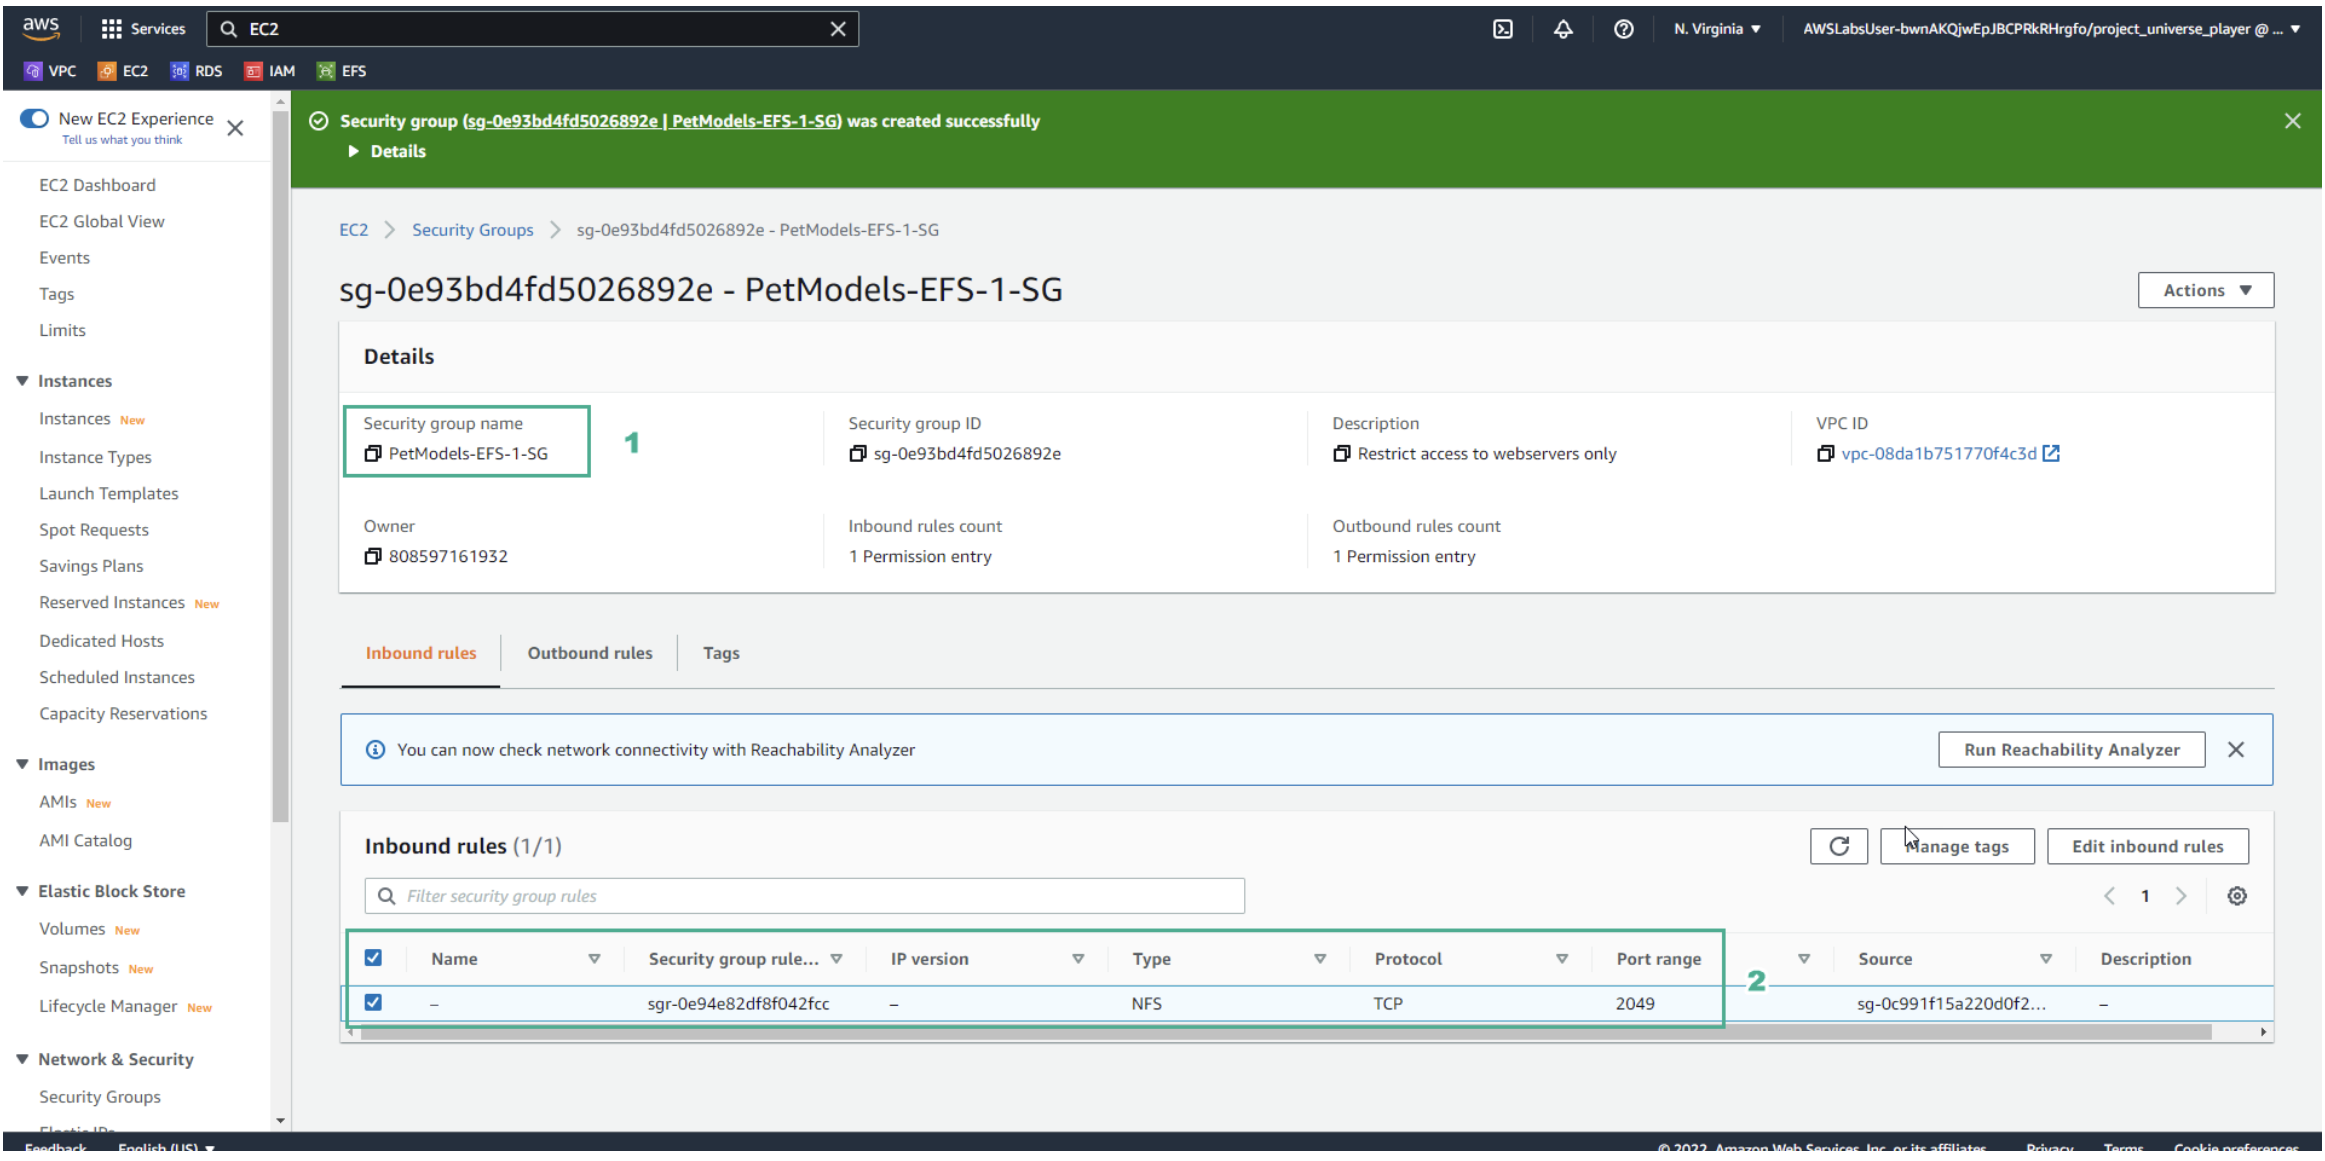 aws Services EC2 N. Virginia ▼ AWSLabsUser-bwnAKQjwEpJBCPRkRHrgfo/project_universe_player @ ... ▼
VPC EC2 RDS IAM EFS
New EC2 Experience
Tell us what you think
EC2 Dashboard
EC2 Global View
Events
Tags
Limits
Instances
Instances New
Instance Types
Launch Templates
Spot Requests
Savings Plans
Reserved Instances New
Dedicated Hosts
Scheduled Instances
Capacity Reservations
Images
AMIs New
AMI Catalog
Elastic Block Store
Volumes New
Snapshots New
Lifecycle Manager New
Network & Security
Security Groups
Elastic IPs
Security group (sg-0e93bd4fd5026892e | PetModels-EFS-1-SG) was created successfully
Details
EC2 > Security Groups > sg-0e93bd4fd5026892e - PetModels-EFS-1-SG
sg-0e93bd4fd5026892e - PetModels-EFS-1-SG
Actions ▼
Details
Security group name
PetModels-EFS-1-SG
1
Security group ID
sg-0e93bd4fd5026892e
Description
Restrict access to webservers only
VPC ID
vpc-08da1b751770f4c3d
Owner
808597161932
Inbound rules count
1 Permission entry
Outbound rules count
1 Permission entry
Inbound rules Outbound rules Tags
You can now check network connectivity with Reachability Analyzer
Run Reachability Analyzer
Inbound rules (1/1)
Manage tags Edit inbound rules
Filter security group rules
< 1 >
Name Security group rule... IP version Type Protocol Port range Source Description
2
– sgr-0e94e82df8f042fcc – NFS TCP 2049 sg-0c991f15a220d0f2... –
Feedback English (US) ▼ © 2022, Amazon Web Services, Inc. or its affiliates. Privacy Terms Cookie preferences